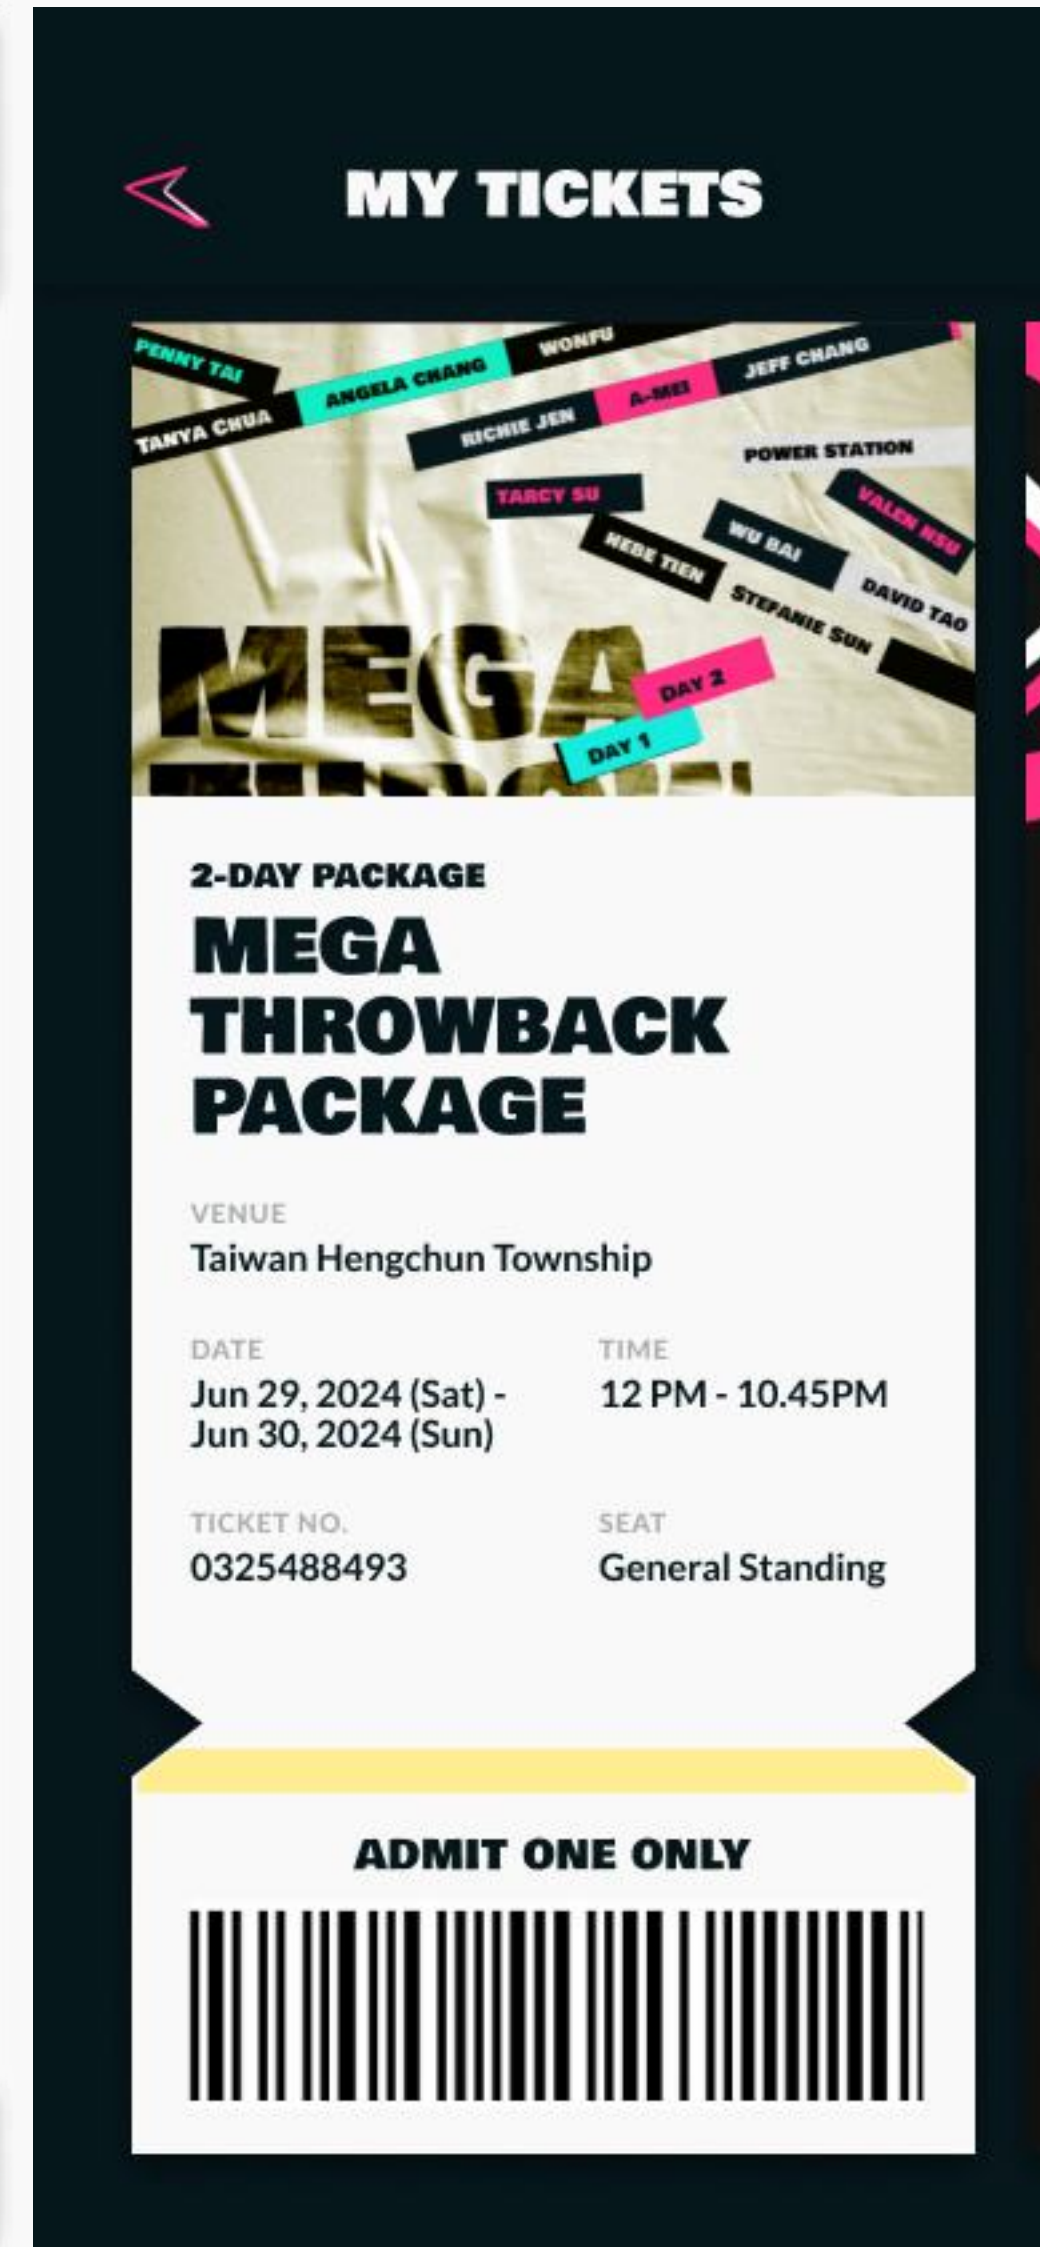 MY TICKETS
PENNY TAI
TANYA CHUA
ANGELA CHANG
WONFU
RICHIE JEN
A-MEI
JEFF CHANG
POWER STATION
TARCY SU
VALEN HSU
WU BAI
HEBE TIEN
DAVID TAO
STEFANIE SUN
MEGA
DAY 2
DAY 1
2-DAY PACKAGE
MEGA
THROWBACK
PACKAGE
VENUE
Taiwan Hengchun Township
DATE
Jun 29, 2024 (Sat) -
Jun 30, 2024 (Sun)
TIME
12 PM - 10.45PM
TICKET NO.
0325488493
SEAT
General Standing
ADMIT ONE ONLY